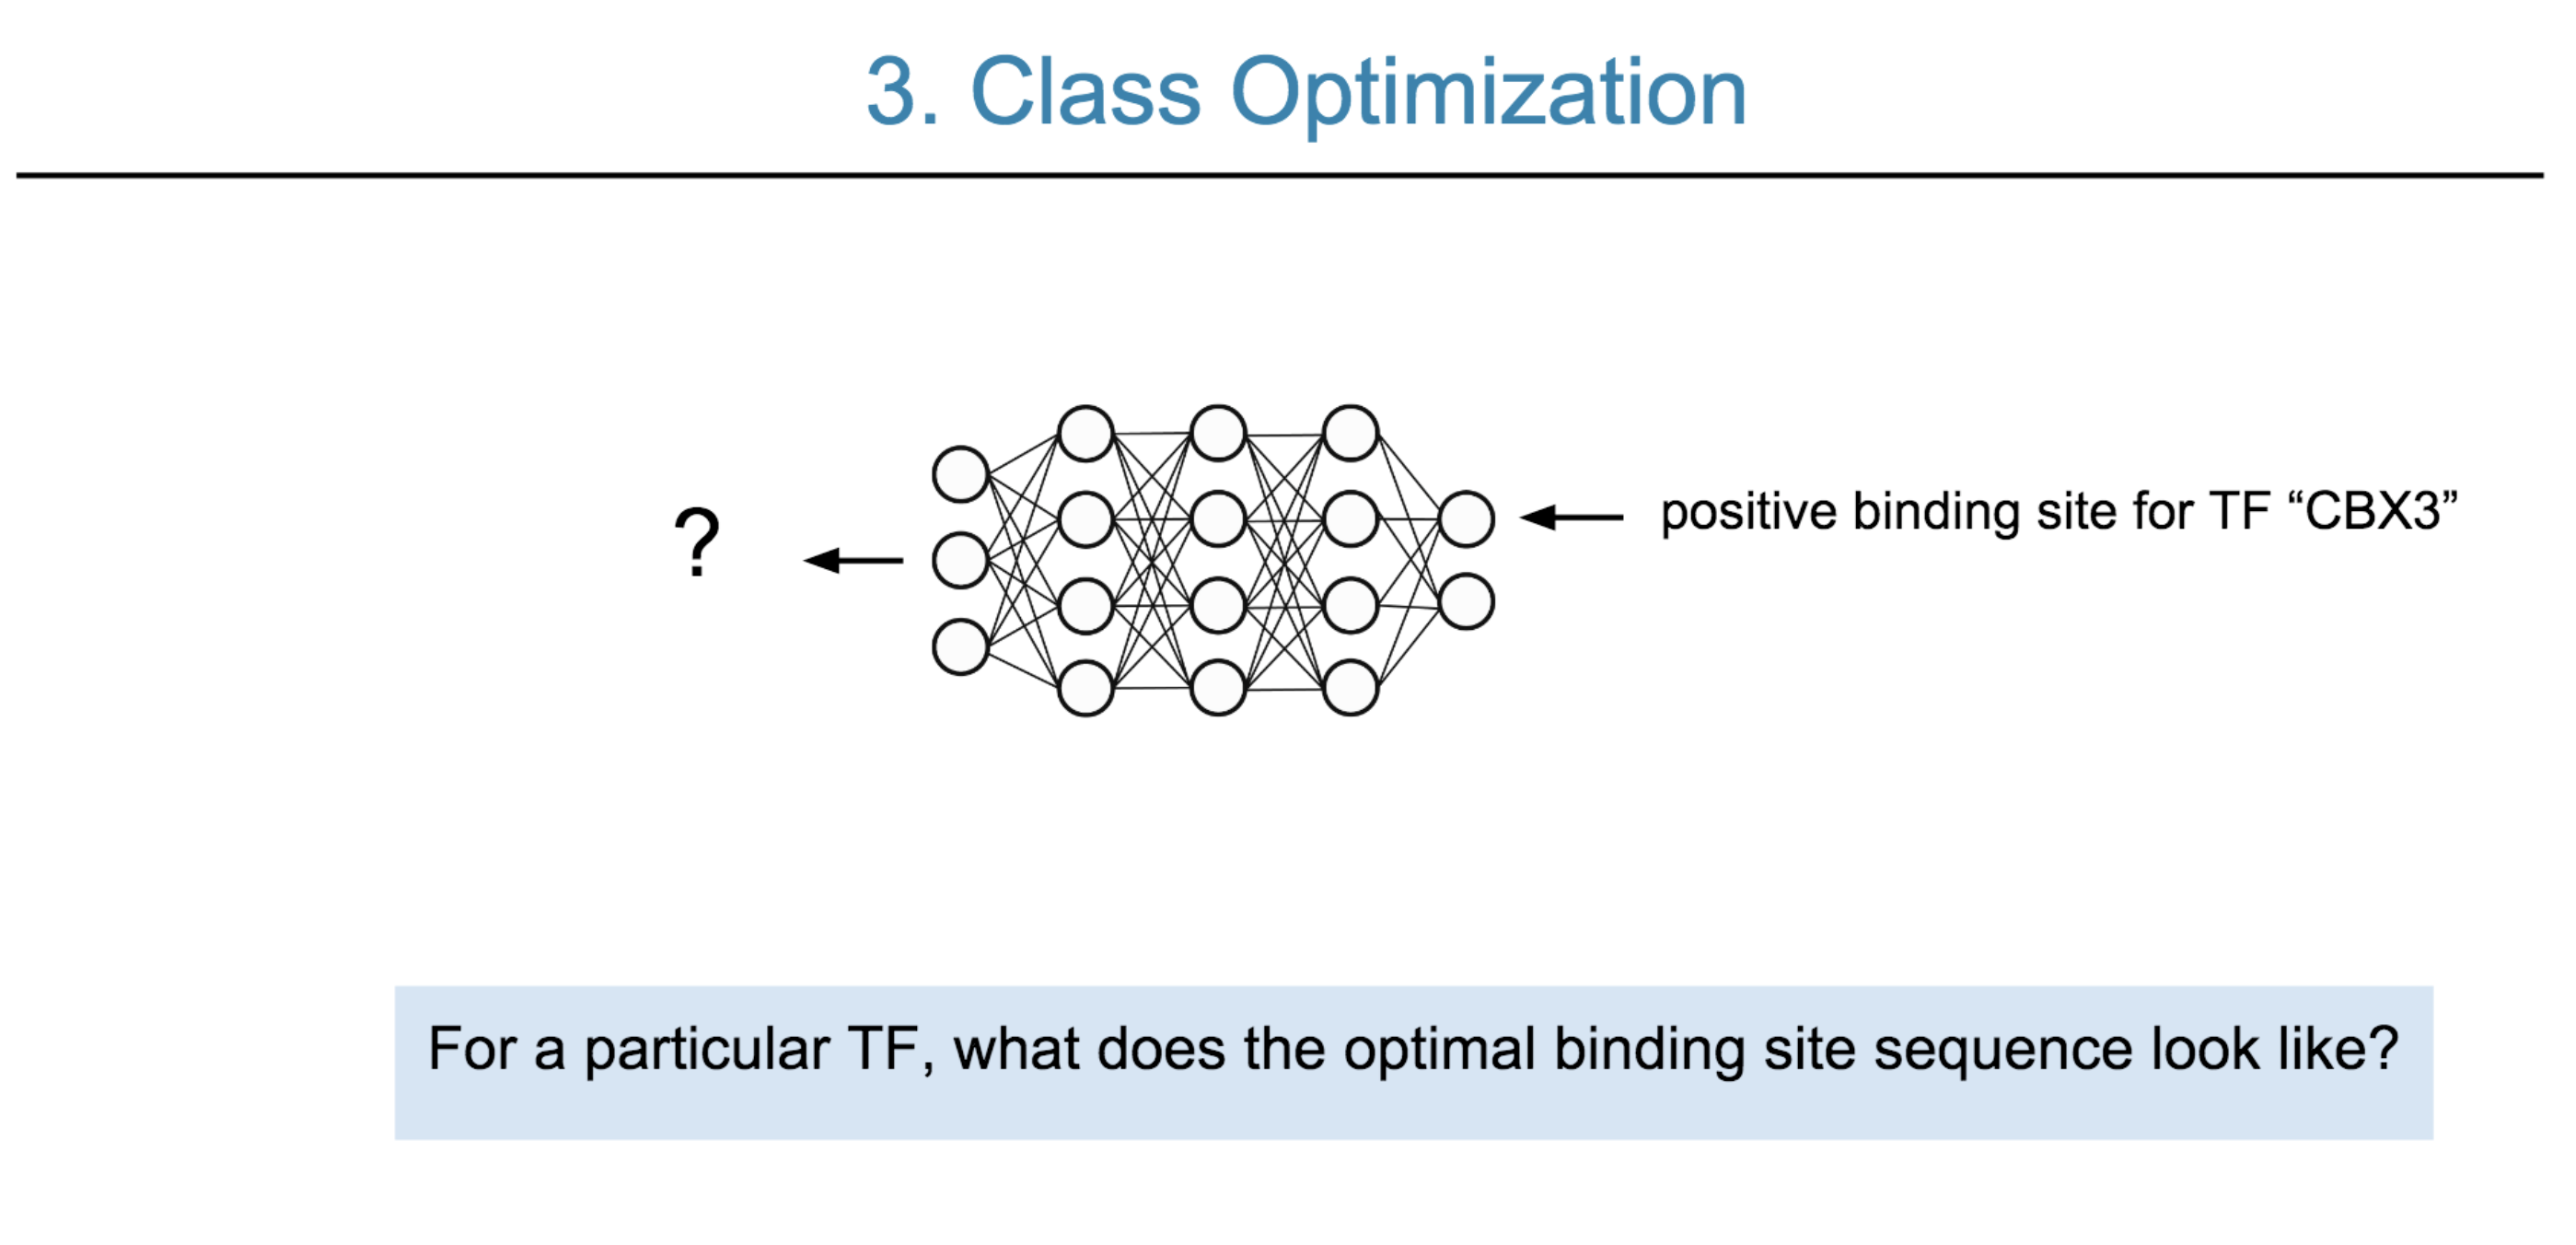 3. Class Optimization
?
positive binding site for TF “CBX3”
For a particular TF, what does the optimal binding site sequence look like?